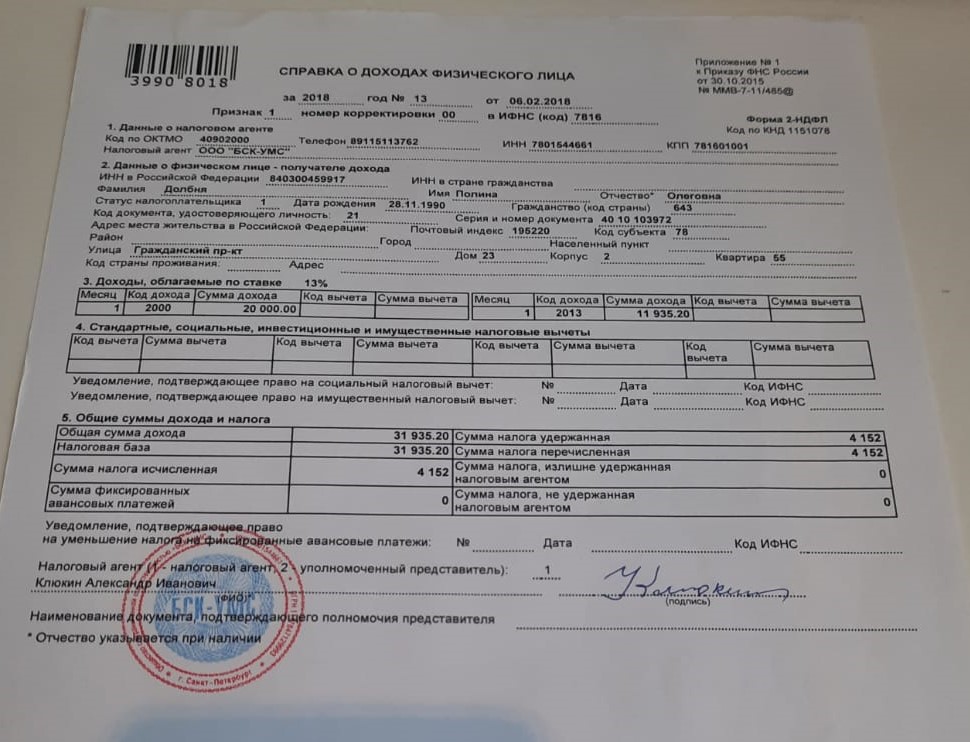 3990 8018
СПРАВКА О ДОХОДАХ ФИЗИЧЕСКОГО ЛИЦА
Приложение № 1
к Приказу ФНС России
от 30.10.2015
№ ММВ-7-11/485@
за 2018 год № 13 от 06.02.2018
Признак 1 номер корректировки 00 в ИФНС (код) 7816
Форма 2-НДФЛ
Код по КНД 1151078
1. Данные о налоговом агенте
Код по ОКТМО 40902000 Телефон 89115113762 ИНН 7801544661 КПП 781601001
Налоговый агент ООО "БСК-УМС"
2. Данные о физическом лице - получателе дохода
ИНН в Российской Федерации 840300459917 ИНН в стране гражданства
Фамилия Долбня Имя Полина Отчество* Олеговна
Статус налогоплательщика 1 Дата рождения 28.11.1990 Гражданство (код страны) 643
Код документа, удостоверяющего личность: 21 Серия и номер документа 40 10 103972
Адрес места жительства в Российской Федерации: Почтовый индекс 195220 Код субъекта 78
Район Город Населенный пункт
Улица Гражданский пр-кт Дом 23 Корпус 2 Квартира 55
Код страны проживания: Адрес
3. Доходы, облагаемые по ставке 13%
Месяц Код дохода Сумма дохода Код вычета Сумма вычета Месяц Код дохода Сумма дохода Код вычета Сумма вычета
1 2000 20 000.00 1 2013 11 935.20
4. Стандартные, социальные, инвестиционные и имущественные налоговые вычеты
Код вычета Сумма вычета Код вычета Сумма вычета Код вычета Сумма вычета Код вычета Сумма вычета
Уведомление, подтверждающее право на социальный налоговый вычет: № Дата Код ИФНС
Уведомление, подтверждающее право на имущественный налоговый вычет: № Дата Код ИФНС
5. Общие суммы дохода и налога
Общая сумма дохода 31 935.20 Сумма налога удержанная 4 152
Налоговая база 31 935.20 Сумма налога перечисленная 4 152
Сумма налога исчисленная 4 152 Сумма налога, излишне удержанная налоговым агентом 0
Сумма фиксированных авансовых платежей 0 Сумма налога, не удержанная налоговым агентом 0
Уведомление, подтверждающее право
на уменьшение налога на фиксированные авансовые платежи: № Дата Код ИФНС
Налоговый агент (1 - налоговый агент, 2 - уполномоченный представитель): 1
Клюкин Александр Иванович
(ФИО)*
(подпись)
БСК-УМС
Наименование документа, подтверждающего полномочия представителя
* Отчество указывается при наличии
г. Санкт-Петербург